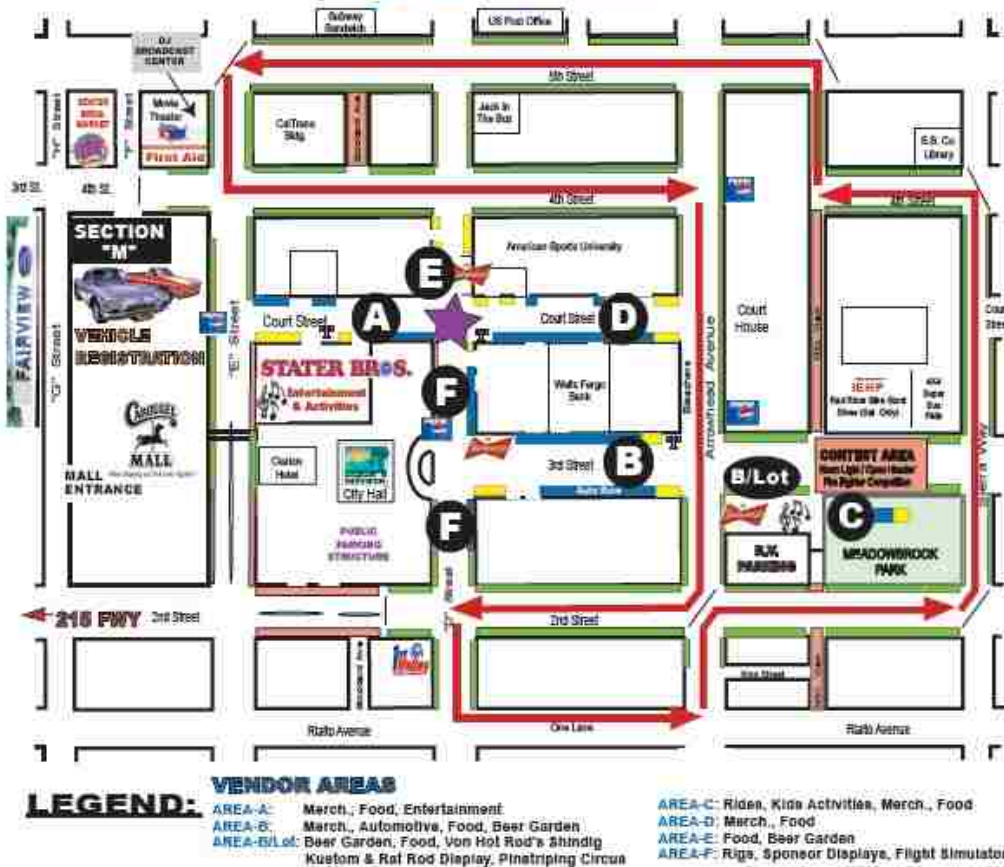 Subway
Sandwich
US Post Office
DJ
BROADCAST
CENTER
5th Street
"H" Street
"F" Street
Movie
Theater
First Aid
CalTrans
Bldg.
Jack In
The Box
E.S. Co
Library
3rd St.
4th St.
4th Street
SECTION
"M"
American Sports University
E
FAIRVIEW
VEHICLE
REGISTRATION
"G" Street
"E" Street
Court Street
A
Court Street
D
Court
House
STATER BROS.
Entertainment
& Activities
F
Wells Fargo
Bank
Bleachers
Arrowhead Avenue
IEHP
CAROUSEL
MALL
MALL
ENTRANCE
Clarion
Hotel
City Hall
3rd Street
B
B/Lot
CONTEST AREA
C
F
PUBLIC
PARKING
STRUCTURE
PARKING
MEADOWBROOK
PARK
215 FWY
2nd Street
2nd Street
Rialto Avenue
One Lane
Rialto Avenue
LEGEND:
VENDOR AREAS
AREA-A: Merch., Food, Entertainment
AREA-B: Merch., Automotive, Food, Beer Garden
AREA-B/Lot: Beer Garden, Food, Von Hot Rod's Shindig
Kustom & Rat Rod Display, Pinstriping Circus
AREA-C: Rides, Kids Activities, Merch., Food
AREA-D: Merch., Food
AREA-E: Food, Beer Garden
AREA-F: Rigs, Sponsor Displays, Flight Simulator